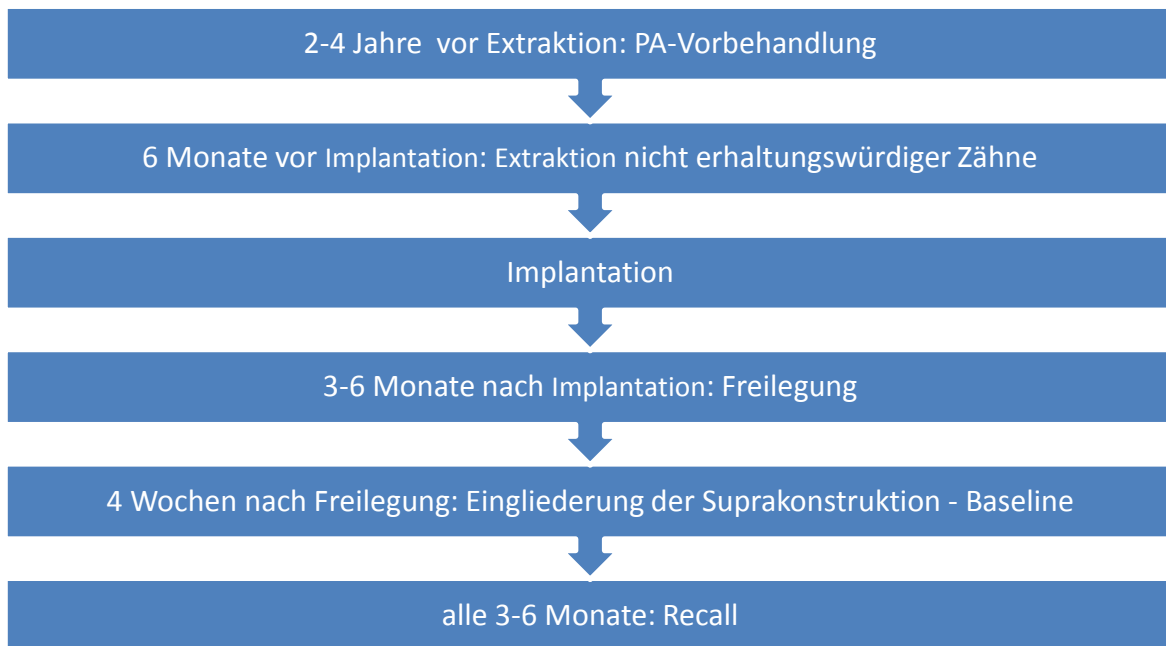 2-4 Jahre vor Extraktion: PA-Vorbehandlung
6 Monate vor Implantation: Extraktion nicht erhaltungswürdiger Zähne
Implantation
3-6 Monate nach Implantation: Freilegung
4 Wochen nach Freilegung: Eingliederung der Suprakonstruktion - Baseline
alle 3-6 Monate: Recall